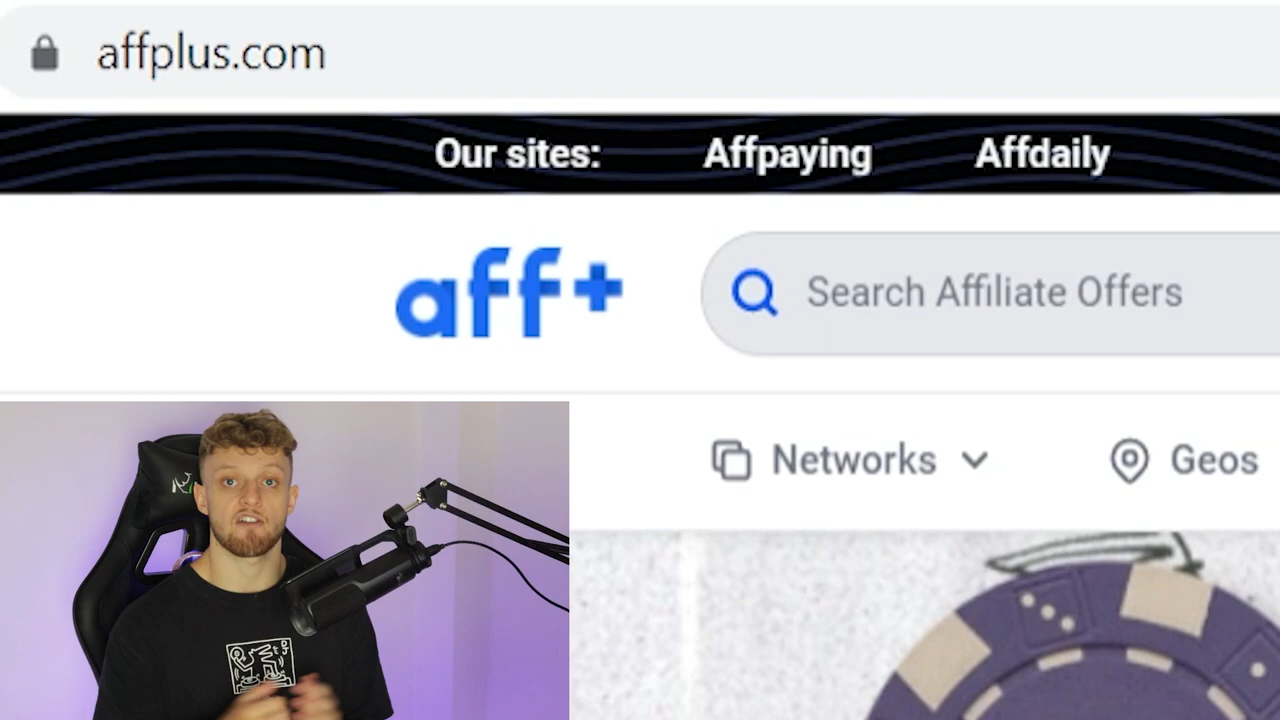 affplus.com
Our sites: Affpaying Affdaily
aff+
Search Affiliate Offers
Networks Geos